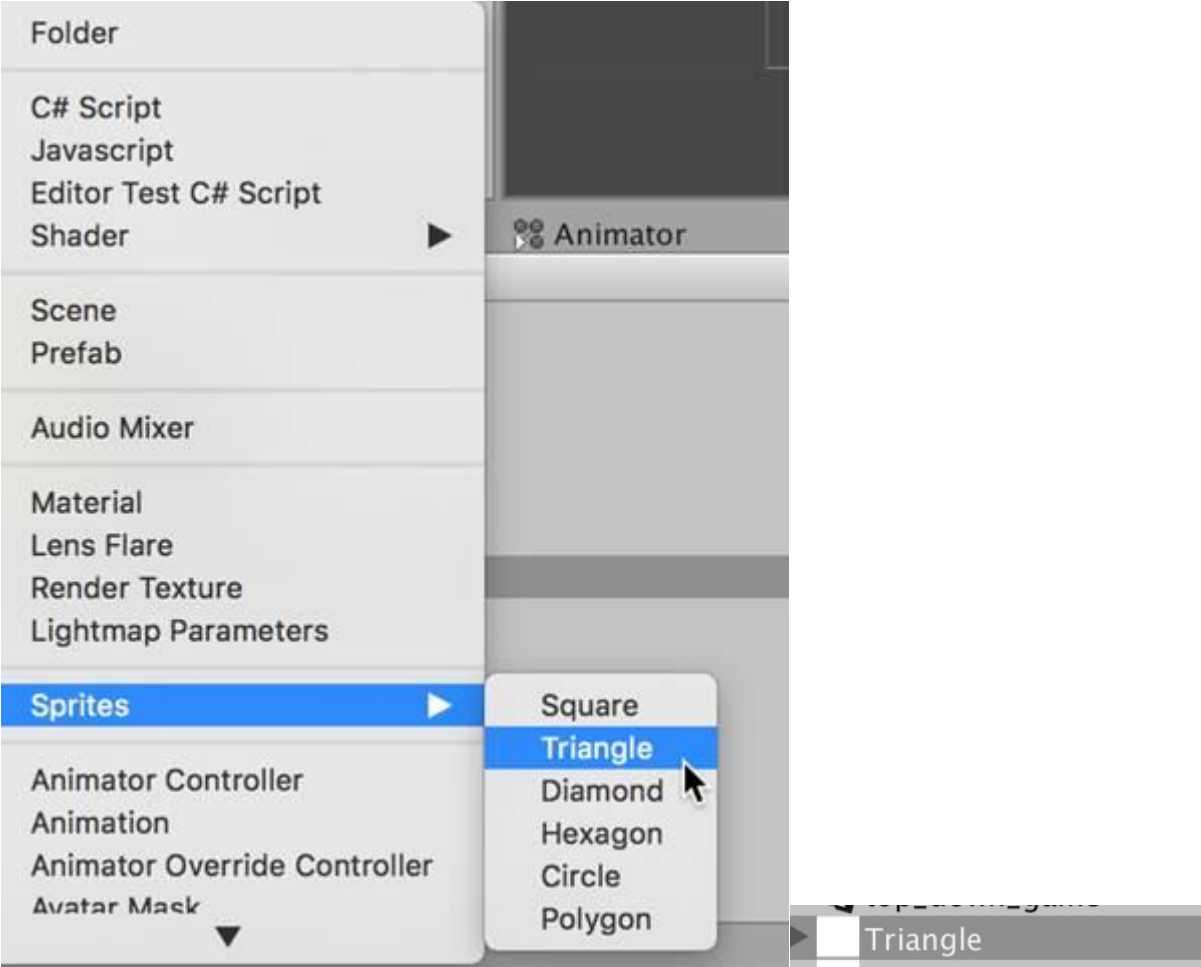 Folder
C# Script
Javascript
Editor Test C# Script
Shader
Animator
Scene
Prefab
Audio Mixer
Material
Lens Flare
Render Texture
Lightmap Parameters
Sprites
Square
Triangle
Diamond
Hexagon
Circle
Polygon
Animator Controller
Animation
Animator Override Controller
Avatar Mask
top_down_game
Triangle